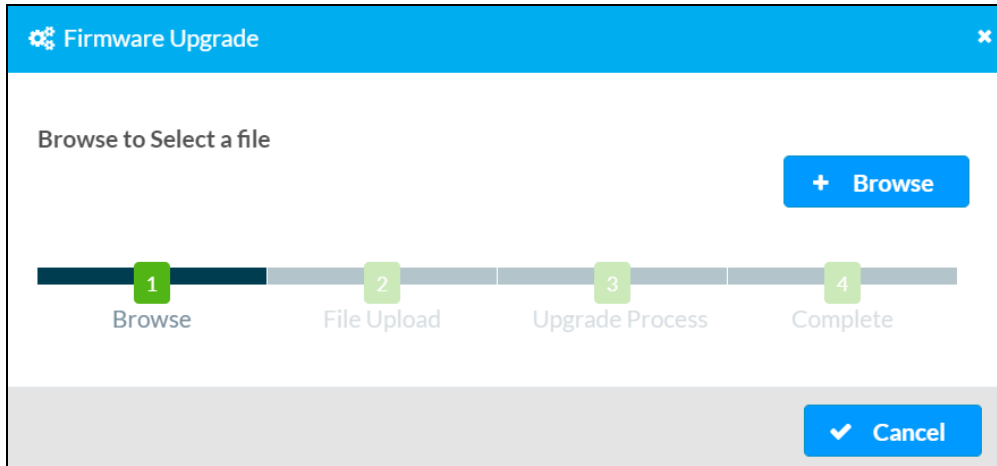 Firmware Upgrade
Browse to Select a file
+ Browse
1 2 3 4
Browse File Upload Upgrade Process Complete
Cancel